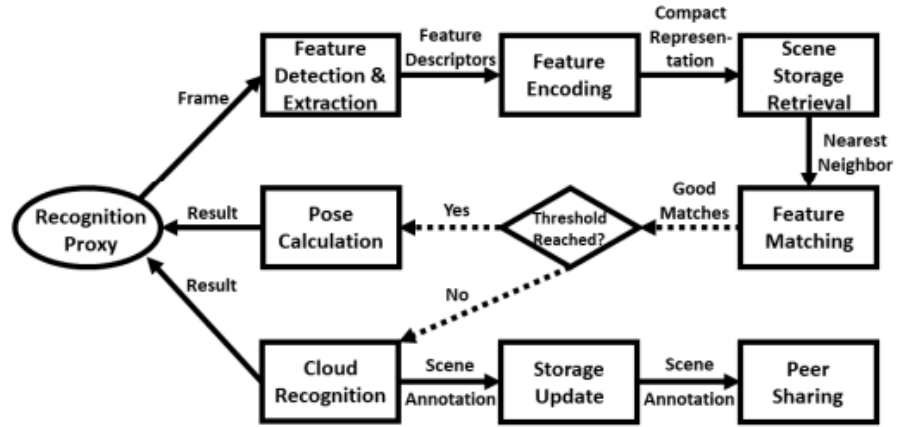 Frame
Feature
Detection &
Extraction
Feature
Descriptors
Feature
Encoding
Compact
Represen-
tation
Scene
Storage
Retrieval
Nearest
Neighbor
Feature
Matching
Good
Matches
Threshold
Reached?
Yes
Pose
Calculation
Result
Recognition
Proxy
No
Result
Cloud
Recognition
Scene
Annotation
Storage
Update
Scene
Annotation
Peer
Sharing